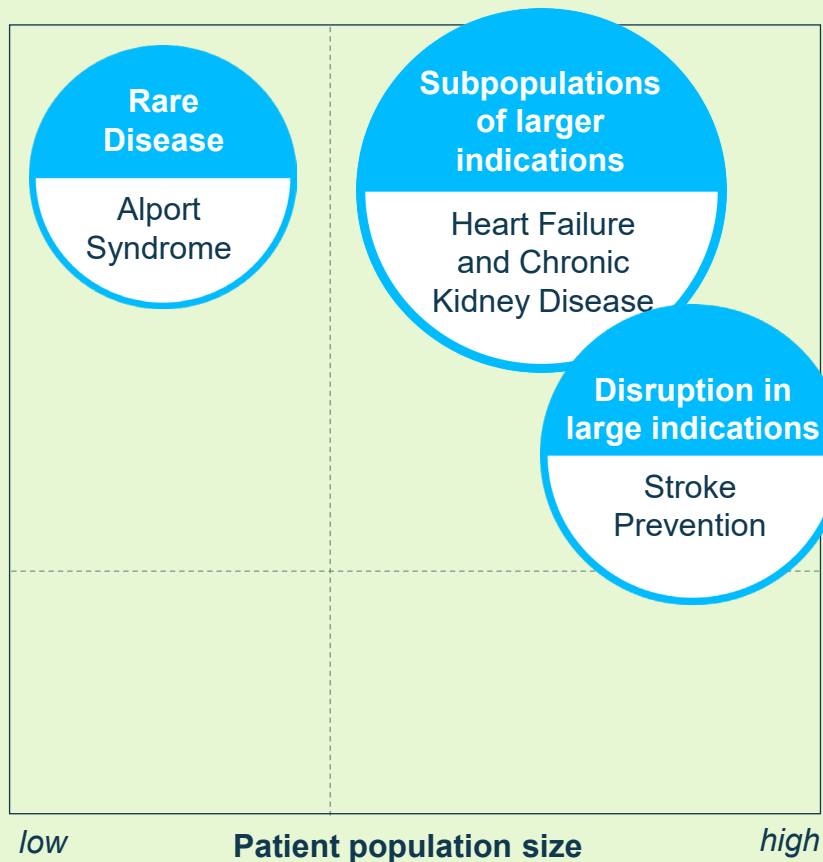 Rare
Disease
Alport
Syndrome
Subpopulations
of larger
indications
Heart Failure
and Chronic
Kidney Disease
Disruption in
large indications
Stroke
Prevention
low
Patient population size
high